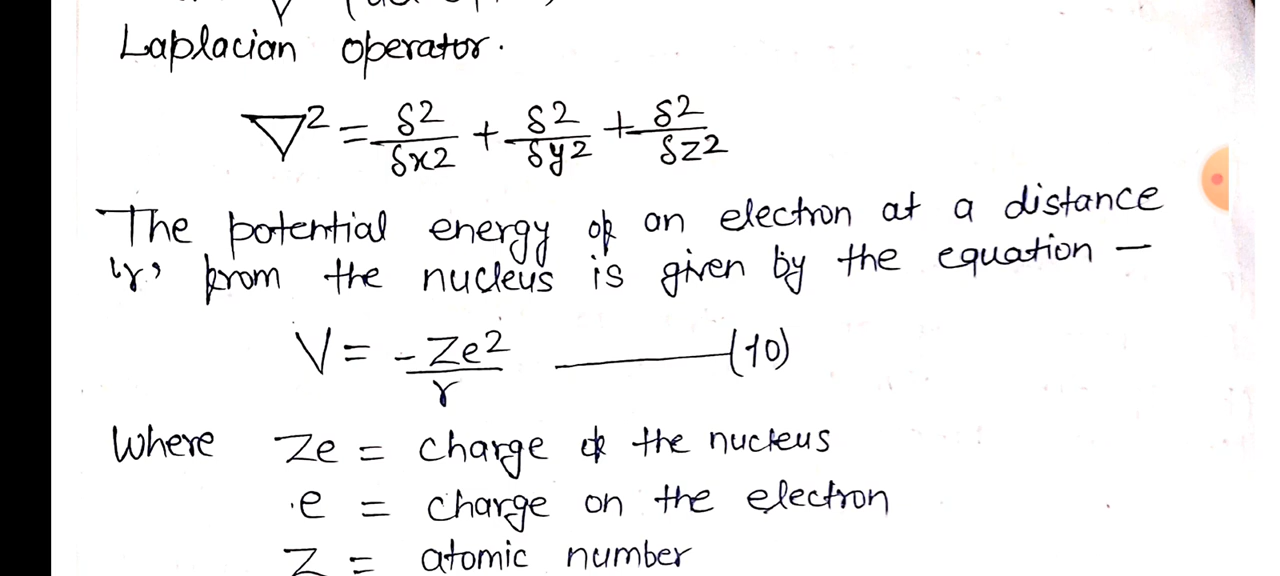 Laplacian operator.
∇² = δ2/δx2 + δ2/δy2 + δ2/δz2
The potential energy of an electron at a distance
'r' from the nucleus is given by the equation —
V = -Ze2/r ——— (10)
Where Ze = charge of the nucleus
e = charge on the electron
Z = atomic number